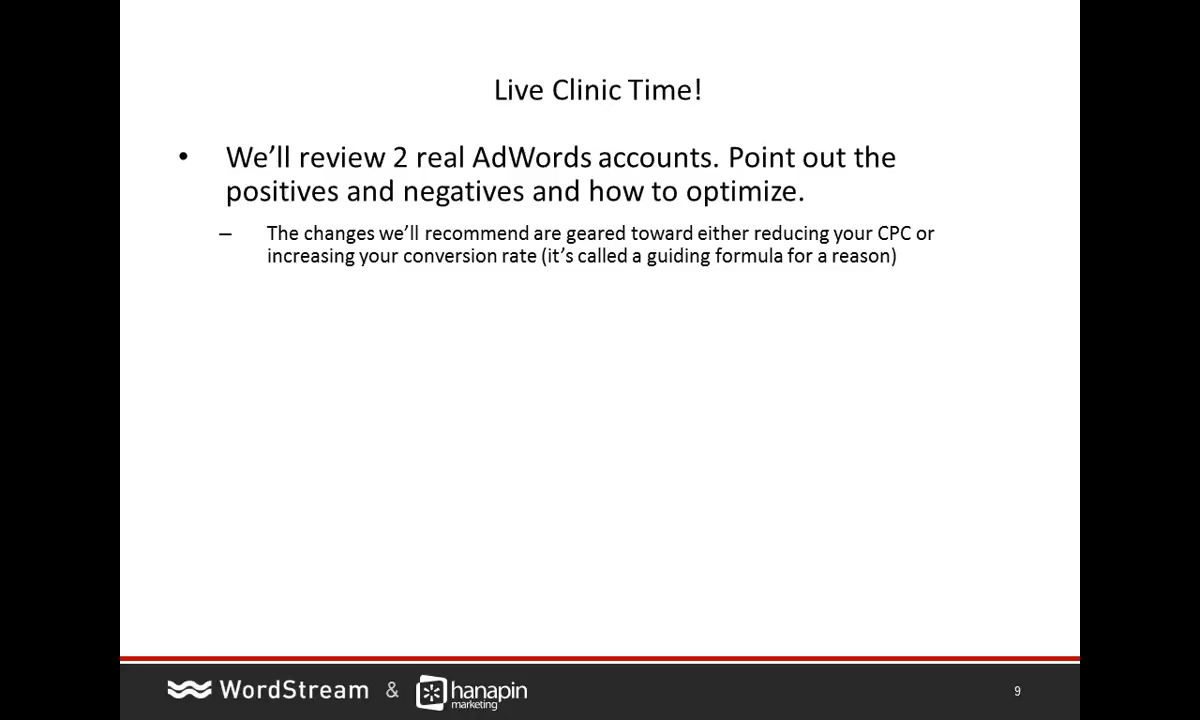 Live Clinic Time!
• We’ll review 2 real AdWords accounts. Point out the
positives and negatives and how to optimize.
– The changes we’ll recommend are geared toward either reducing your CPC or
increasing your conversion rate (it’s called a guiding formula for a reason)
WordStream & hanapin
marketing
9